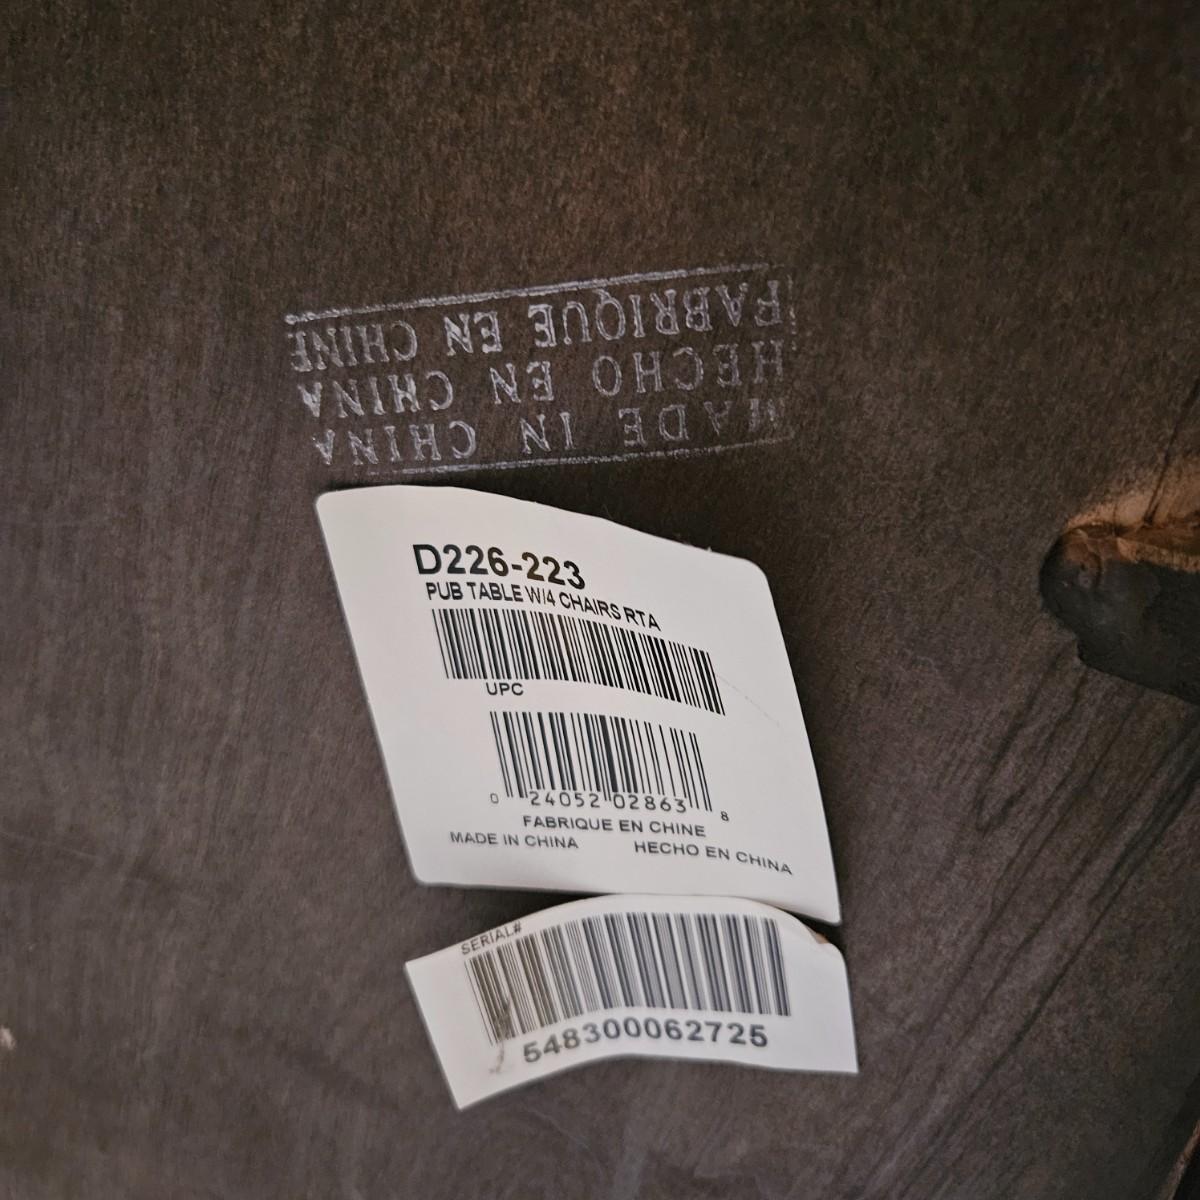 FABRIQUE EN CHINE
HECHO EN CHINA
MADE IN CHINA
D226-223
PUB TABLE W/4 CHAIRS RTA
UPC
0 24052 02863 8
FABRIQUE EN CHINE
MADE IN CHINA HECHO EN CHINA
SERIAL#
548300062725